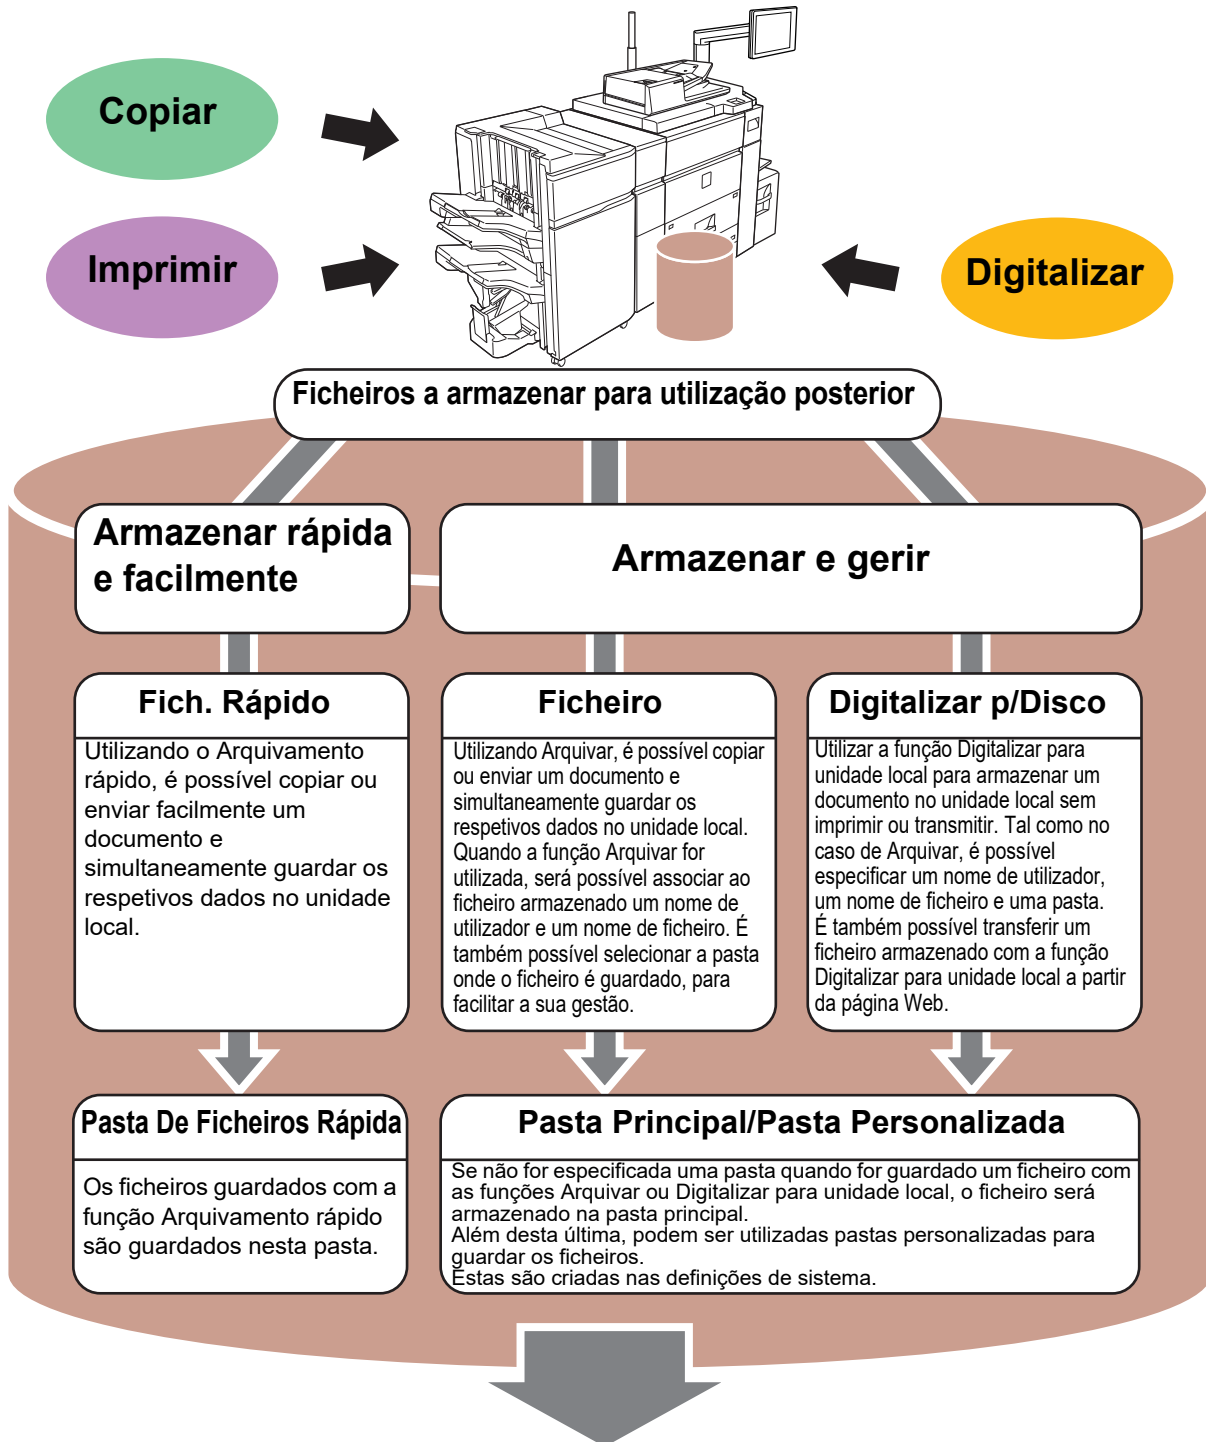 Copiar
Imprimir
Digitalizar
Ficheiros a armazenar para utilização posterior
Armazenar rápida
e facilmente
Armazenar e gerir
Fich. Rápido
Utilizando o Arquivamento
rápido, é possível copiar ou
enviar facilmente um
documento e
simultaneamente guardar os
respetivos dados no unidade
local.
Ficheiro
Utilizando Arquivar, é possível copiar
ou enviar um documento e
simultaneamente guardar os
respetivos dados no unidade local.
Quando a função Arquivar for
utilizada, será possível associar ao
ficheiro armazenado um nome de
utilizador e um nome de ficheiro. É
também possível selecionar a pasta
onde o ficheiro é guardado, para
facilitar a sua gestão.
Digitalizar p/Disco
Utilizar a função Digitalizar para
unidade local para armazenar um
documento no unidade local sem
imprimir ou transmitir. Tal como no
caso de Arquivar, é possível
especificar um nome de utilizador,
um nome de ficheiro e uma pasta.
É também possível transferir um
ficheiro armazenado com a função
Digitalizar para unidade local a partir
da página Web.
Pasta De Ficheiros Rápida
Os ficheiros guardados com a
função Arquivamento rápido
são guardados nesta pasta.
Pasta Principal/Pasta Personalizada
Se não for especificada uma pasta quando for guardado um ficheiro com
as funções Arquivar ou Digitalizar para unidade local, o ficheiro será
armazenado na pasta principal.
Além desta última, podem ser utilizadas pastas personalizadas para
guardar os ficheiros.
Estas são criadas nas definições de sistema.